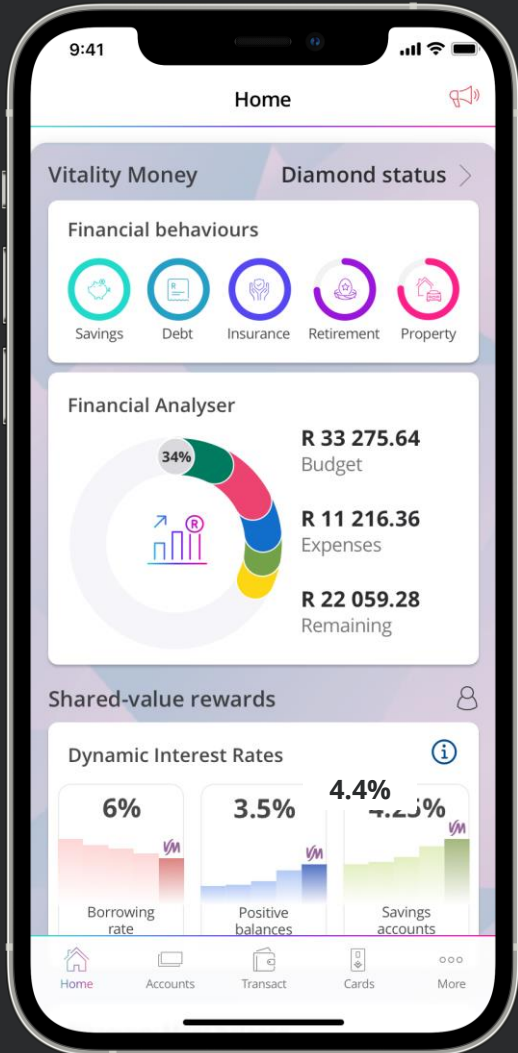 9:41
Home
Vitality Money Diamond status
Financial behaviours
Savings Debt Insurance Retirement Property
Financial Analyser
34%
R 33 275.64
Budget
R 11 216.36
Expenses
R 22 059.28
Remaining
Shared-value rewards
Dynamic Interest Rates
4.4%
6% 3.5% 4.25%
VM VM VM
Borrowing rate
Positive balances
Savings accounts
Home Accounts Transact Cards More